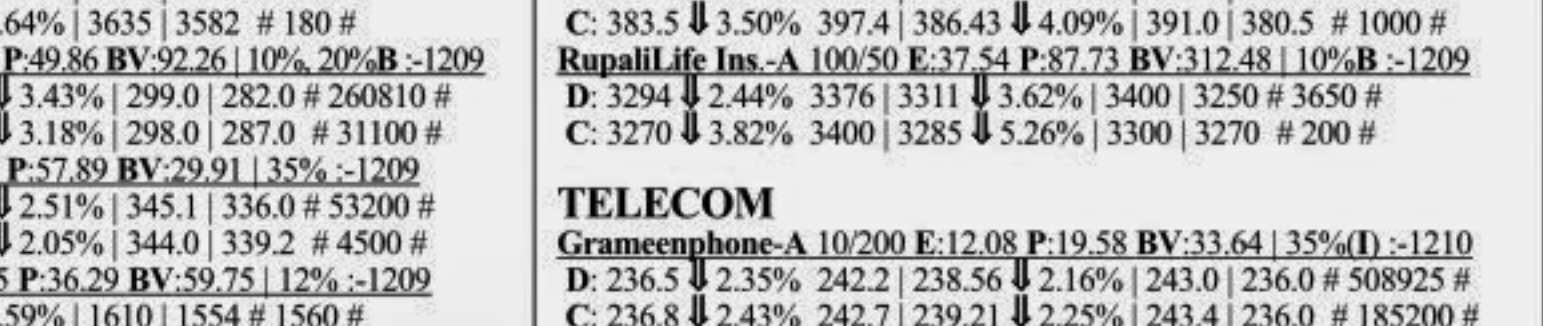 .64% | 3635 | 3582 # 180 #
P:49.86 BV:92.26 | 10%, 20%B :-1209
⇓ 3.43% | 299.0 | 282.0 # 260810 #
⇓ 3.18% | 298.0 | 287.0 # 31100 #
P:57.89 BV:29.91 | 35% :-1209
⇓ 2.51% | 345.1 | 336.0 # 53200 #
⇓ 2.05% | 344.0 | 339.2 # 4500 #
5 P:36.29 BV:59.75 | 12% :-1209
.59% | 1610 | 1554 # 1560 #
C: 383.5 ⇓ 3.50% 397.4 | 386.43 ⇓ 4.09% | 391.0 | 380.5 # 1000 #
RupaliLife Ins.-A 100/50 E:37.54 P:87.73 BV:312.48 | 10%B :-1209
D: 3294 ⇓ 2.44% 3376 | 3311 ⇓ 3.62% | 3400 | 3250 # 3650 #
C: 3270 ⇓ 3.82% 3400 | 3285 ⇓ 5.26% | 3300 | 3270 # 200 #
TELECOM
Grameenphone-A 10/200 E:12.08 P:19.58 BV:33.64 | 35%(I) :-1210
D: 236.5 ⇓ 2.35% 242.2 | 238.56 ⇓ 2.16% | 243.0 | 236.0 # 508925 #
C: 236.8 ⇓ 2.43% 242.7 | 239.21 ⇓ 2.25% | 243.4 | 236.0 # 185200 #